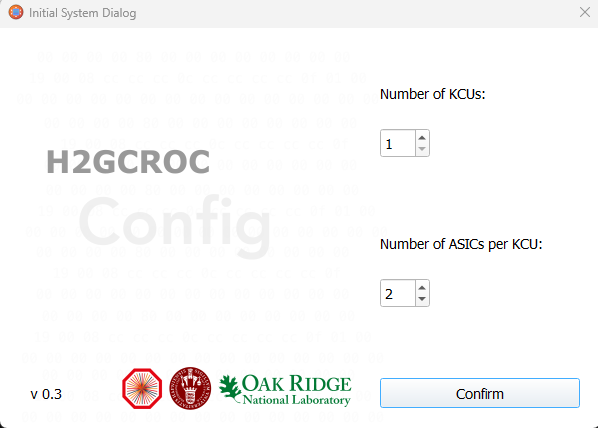 Initial System Dialog
Number of KCUs:
1
H2GCROC
Config
Number of ASICs per KCU:
2
v 0.3
OAK RIDGE
National Laboratory
Confirm